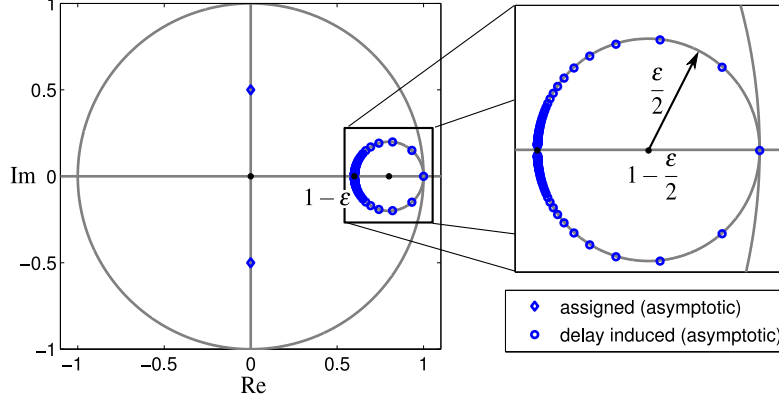 1
0.5
Im 0
−0.5
−1
−1
−0.5
0
0.5
1
Re
1 − ε
ε/2
1 − ε/2
assigned (asymptotic)
delay induced (asymptotic)